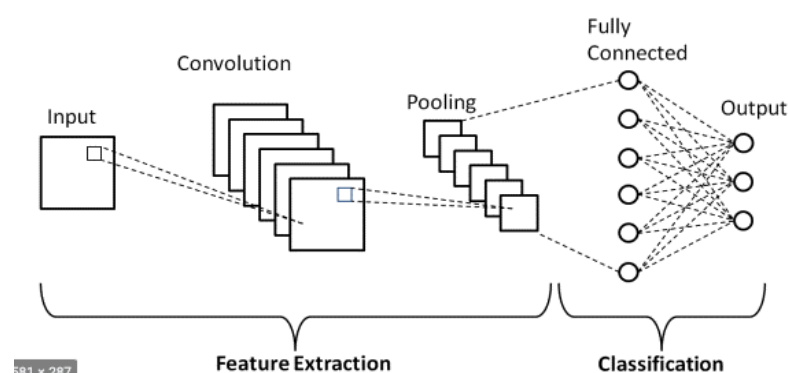 Fully
Connected
Convolution
Pooling
Output
Input
Feature Extraction
Classification
581 x 287